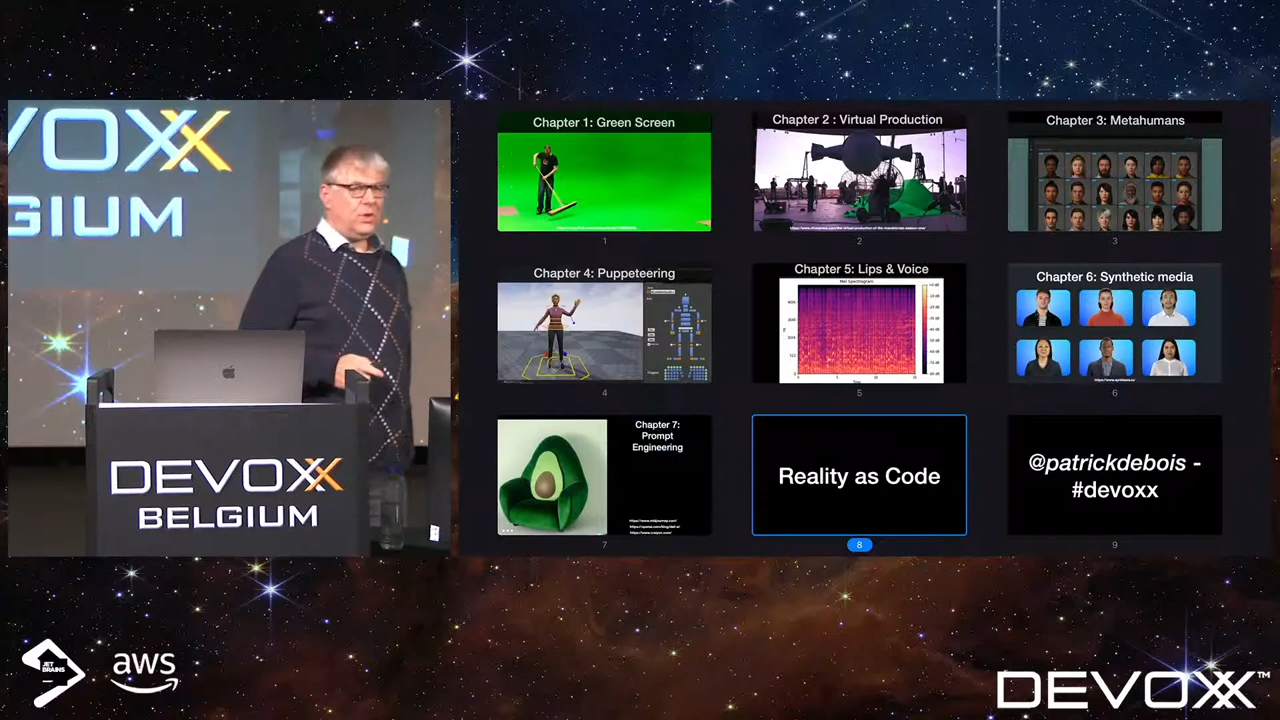 VOXX
GIUM
DEVOXX
BELGIUM
Chapter 1: Green Screen
1
Chapter 2 : Virtual Production
2
Chapter 3: Metahumans
3
Chapter 4: Puppeteering
4
Chapter 5: Lips & Voice
Mel Spectrogram
Time
5
Chapter 6: Synthetic media
6
Chapter 7:
Prompt
Engineering
7
Reality as Code
8
@patrickdebois -
#devoxx
9
JET
BRAINS
aws
DEVOXX™